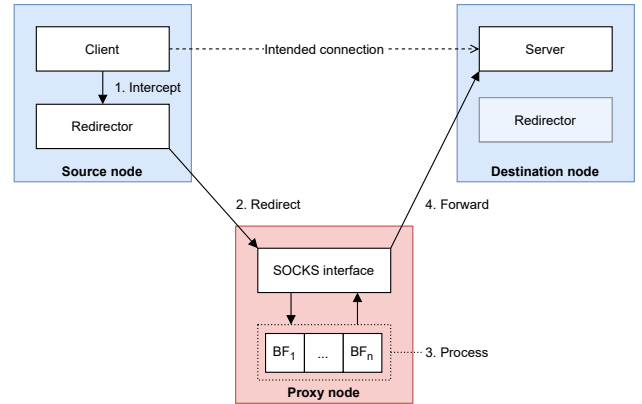 Client
Intended connection
Server
1. Intercept
Redirector
Redirector
Source node
Destination node
2. Redirect
4. Forward
SOCKS interface
BF1
...
BFn
3. Process
Proxy node